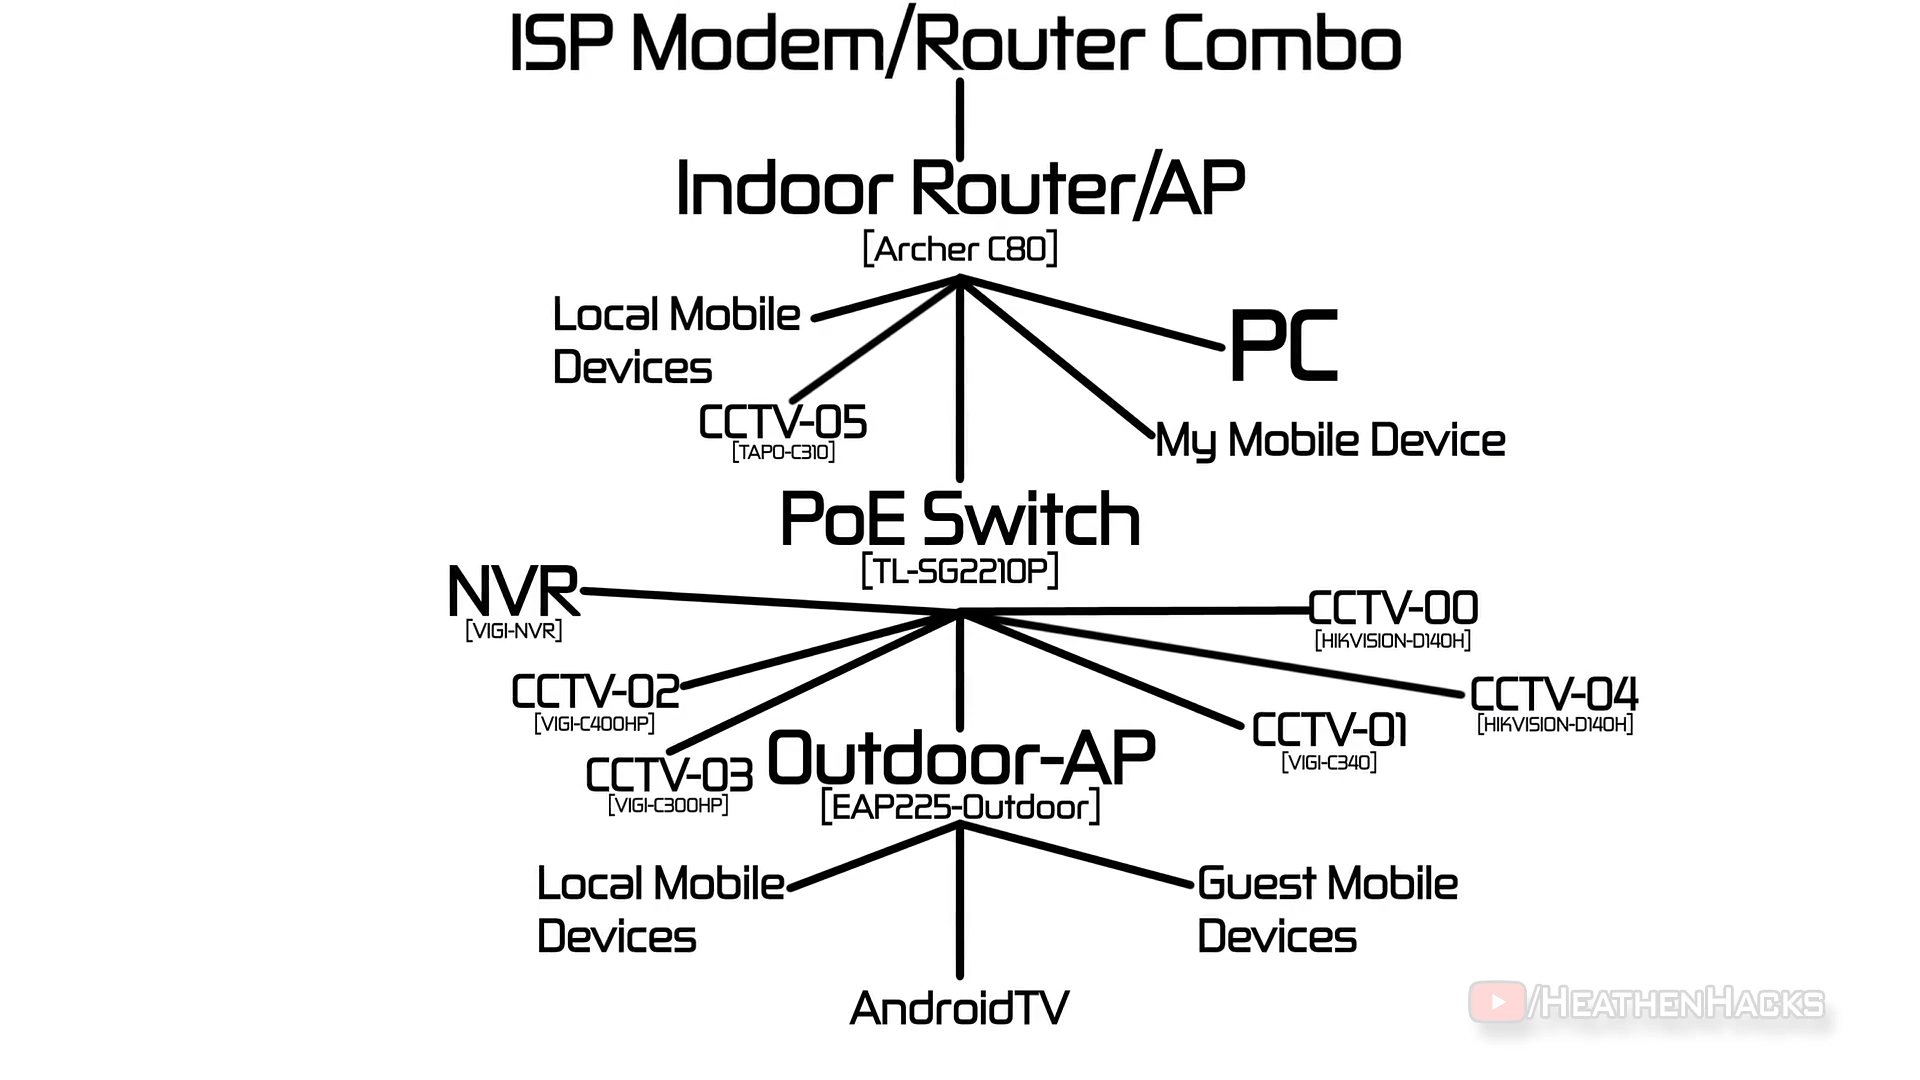 ISP Modem/Router Combo
Indoor Router/AP
[Archer C80]
Local Mobile
Devices
PC
CCTV-05
[TAPO-C310]
My Mobile Device
PoE Switch
[TL-SG2210P]
NVR
[VIGI-NVR]
CCTV-00
[HIKVISION-D140H]
CCTV-02
[VIGI-C400HP]
CCTV-04
[HIKVISION-D140H]
CCTV-03
[VIGI-C300HP]
Outdoor-AP
[EAP225-Outdoor]
CCTV-01
[VIGI-C340]
Local Mobile
Devices
Guest Mobile
Devices
AndroidTV
/HeathenHacks